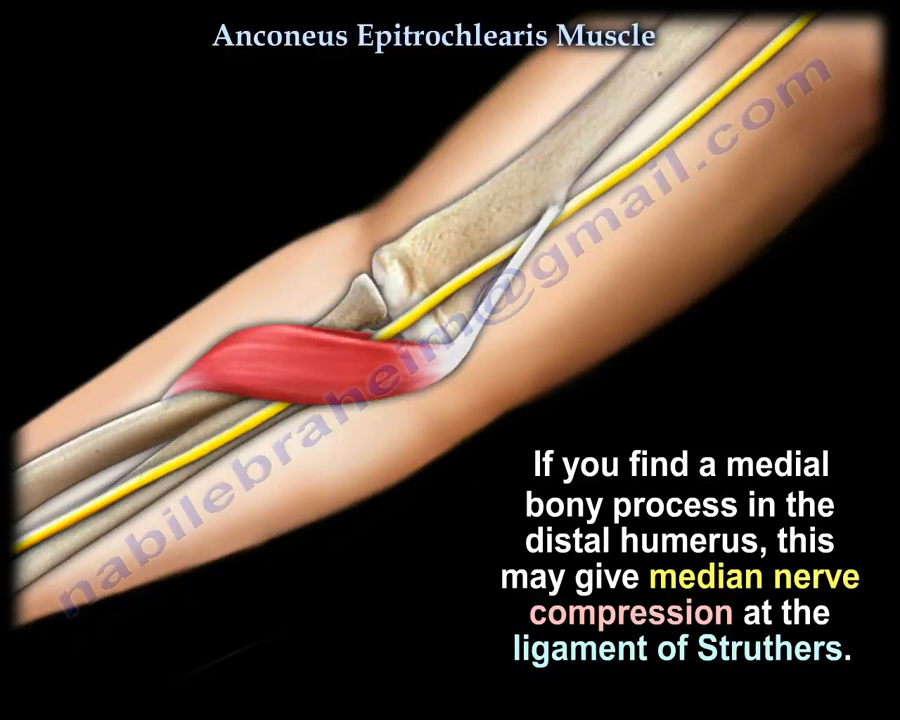 Anconeus Epitrochlearis Muscle
nabilebraheim@gmail.com
If you find a medial
bony process in the
distal humerus, this
may give median nerve
compression at the
ligament of Struthers.